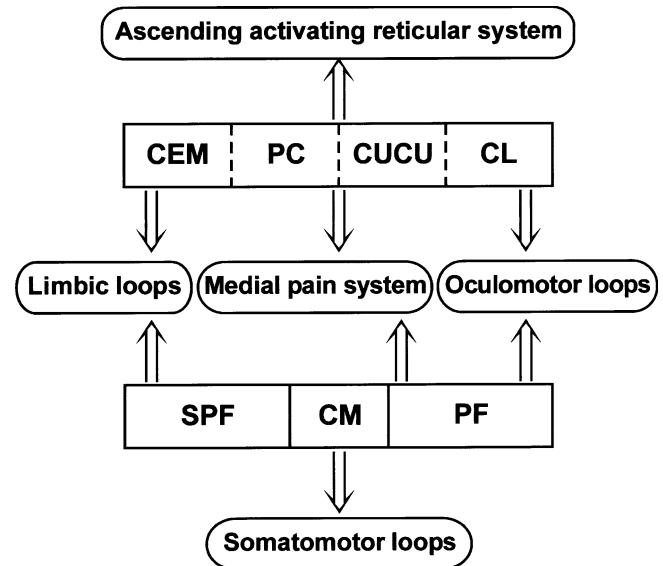 Ascending activating reticular system
CEM PC CUCU CL
Limbic loops Medial pain system Oculomotor loops
SPF CM PF
Somatomotor loops